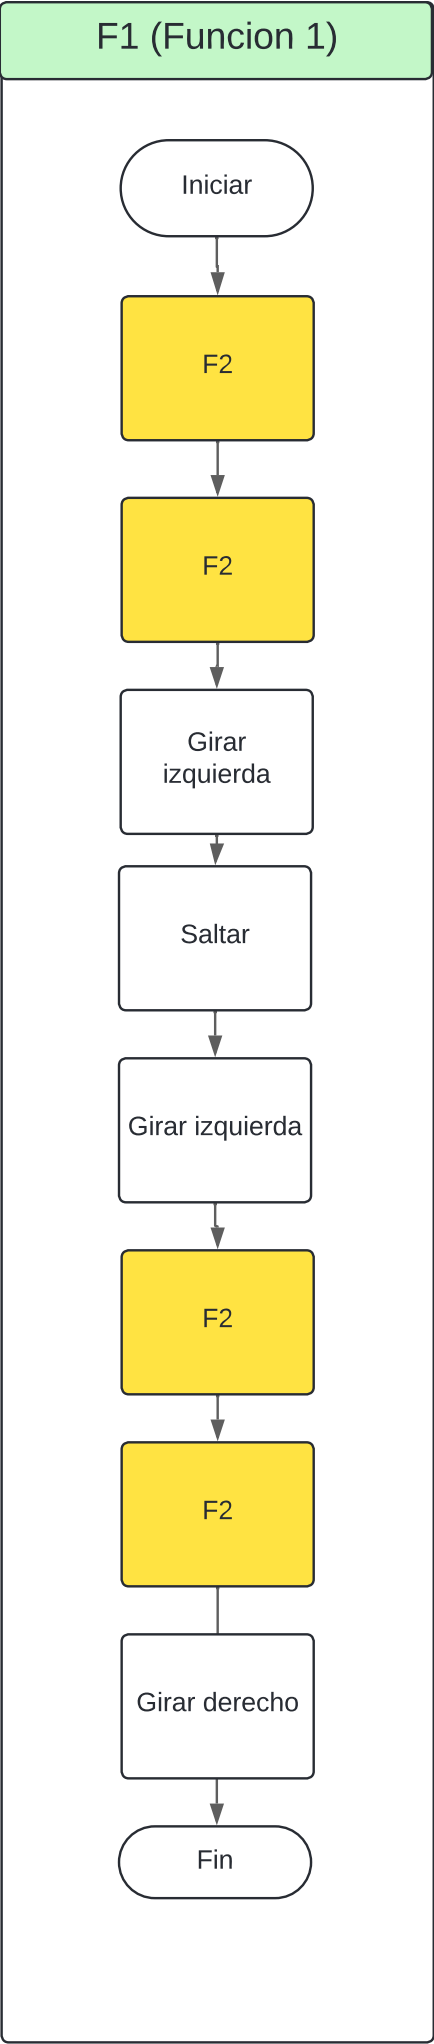 F1 (Funcion 1)
Iniciar
F2
F2
Girar
izquierda
Saltar
Girar izquierda
F2
F2
Girar derecho
Fin